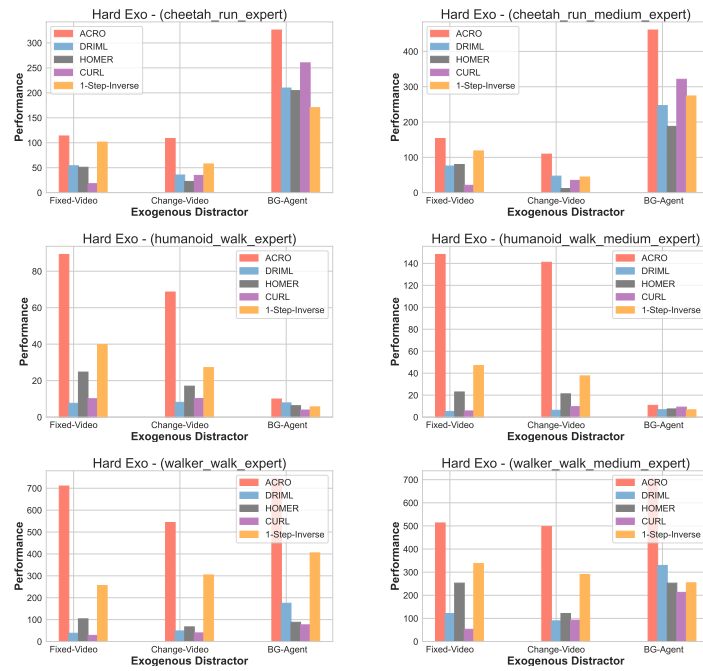 Hard Exo - (cheetah_run_expert)
Performance
300
250
200
150
100
50
0
ACRO
DRIML
HOMER
CURL
1-Step-Inverse
Fixed-Video Change-Video BG-Agent
Exogenous Distractor
Hard Exo - (cheetah_run_medium_expert)
Performance
400
300
200
100
0
ACRO
DRIML
HOMER
CURL
1-Step-Inverse
Fixed-Video Change-Video BG-Agent
Exogenous Distractor
Hard Exo - (humanoid_walk_expert)
Performance
80
60
40
20
0
ACRO
DRIML
HOMER
CURL
1-Step-Inverse
Fixed-Video Change-Video BG-Agent
Exogenous Distractor
Hard Exo - (humanoid_walk_medium_expert)
Performance
140
120
100
80
60
40
20
0
ACRO
DRIML
HOMER
CURL
1-Step-Inverse
Fixed-Video Change-Video BG-Agent
Exogenous Distractor
Hard Exo - (walker_walk_expert)
Performance
700
600
500
400
300
200
100
0
ACRO
DRIML
HOMER
CURL
1-Step-Inverse
Fixed-Video Change-Video BG-Agent
Exogenous Distractor
Hard Exo - (walker_walk_medium_expert)
Performance
700
600
500
400
300
200
100
0
ACRO
DRIML
HOMER
CURL
1-Step-Inverse
Fixed-Video Change-Video BG-Agent
Exogenous Distractor